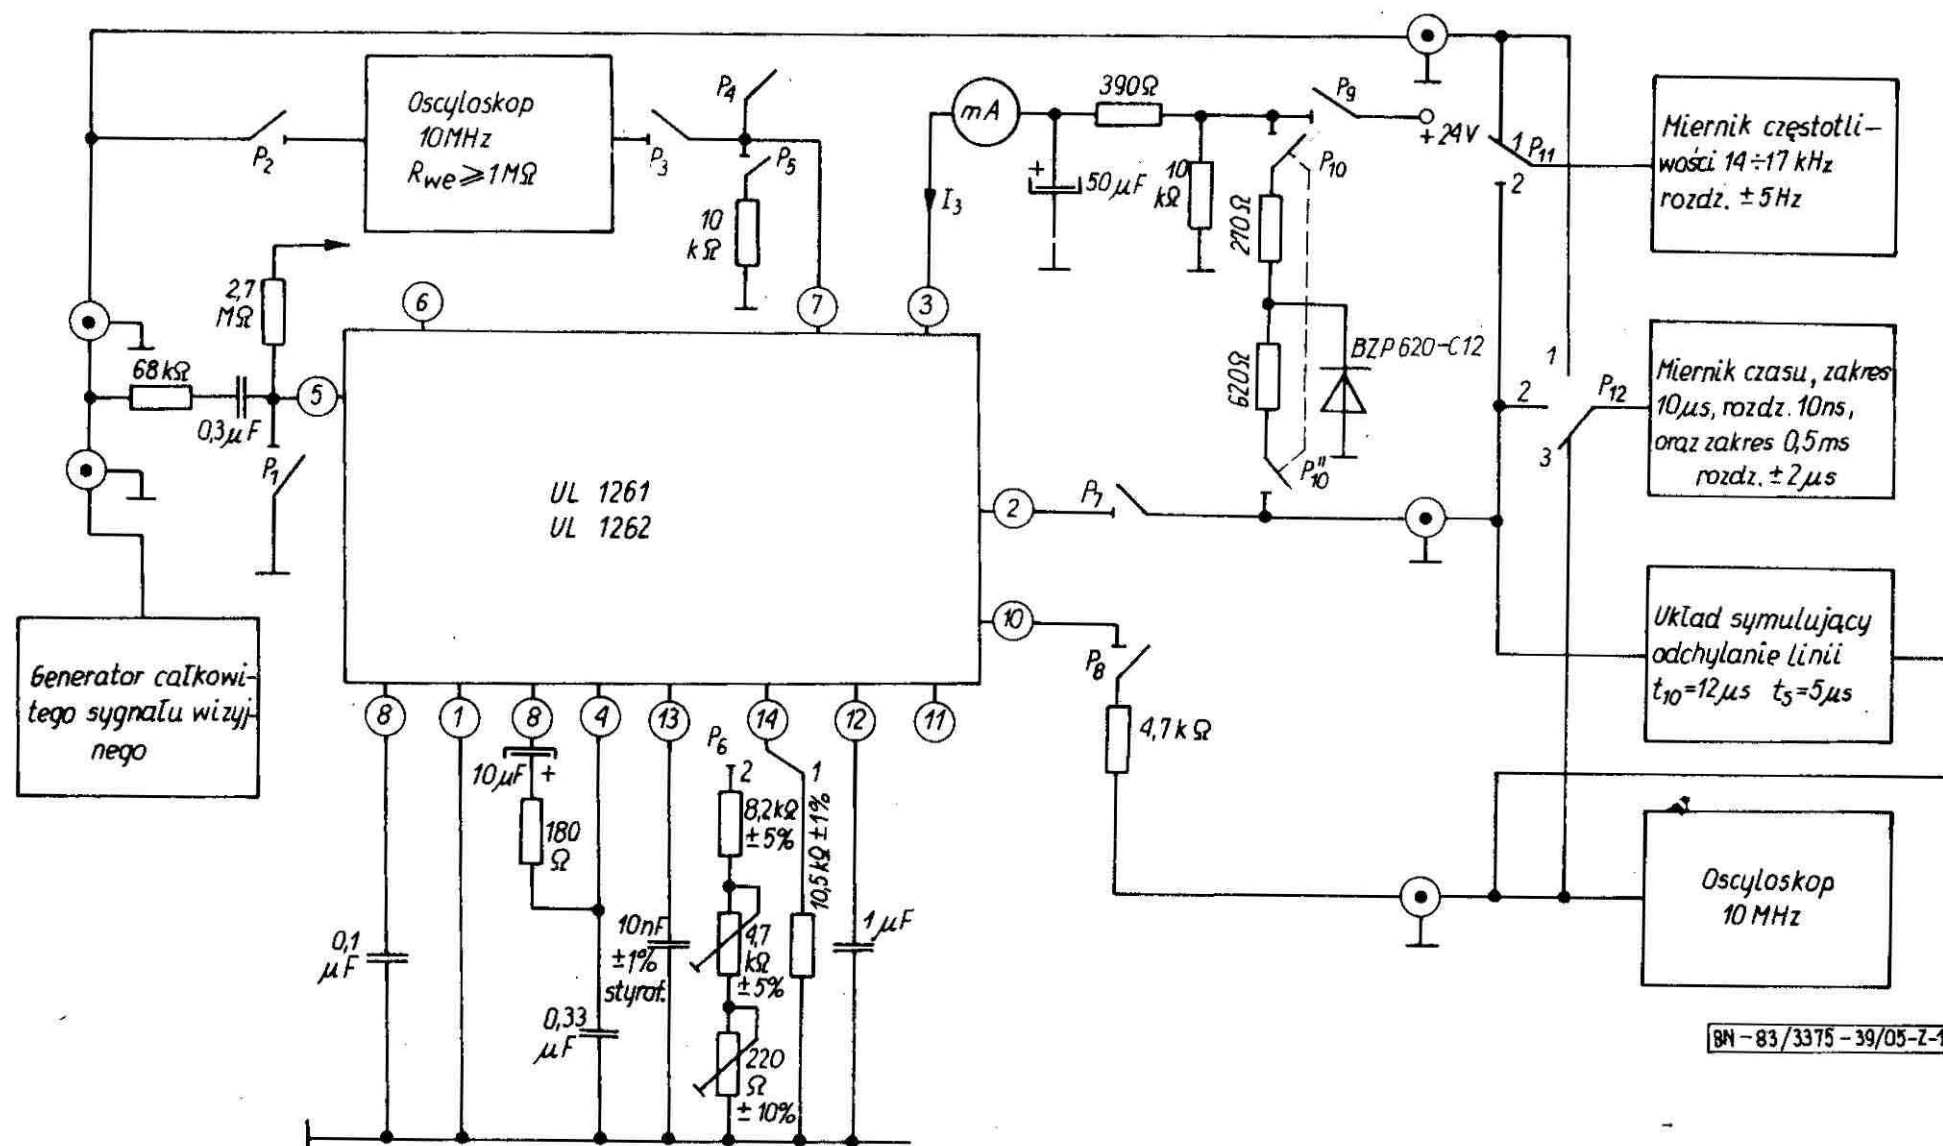 Oscyloskop
10MHz
Rwe ⩾ 1MΩ
P2
P3
P4
P5
10
kΩ
2,7
MΩ
68kΩ
0,3μF
P1
5
6
7
3
mA
I3
390Ω
+
50μF
10
kΩ
P9
+24V
P10
270Ω
620Ω
BZP620-C12
P10"
1
P11
2
Miernik częstotli-
wości 14÷17 kHz
rozdz. ±5Hz
1
2
3
P12
Miernik czasu, zakres
10μs, rozdz. 10ns,
oraz zakres 0,5ms
rozdz. ±2μs
UL 1261
UL 1262
2
P7
10
P8
4,7kΩ
Układ symulujący
odchylanie linii
t10=12μs t5=5μs
Generator całkowi-
tego sygnału wizyj-
nego
8
1
8
4
13
14
12
11
10μF +
180
Ω
P6
2
1
8,2kΩ
±5%
10,5kΩ ±1%
4,7
kΩ
±5%
220
Ω
±10%
0,1
μF
0,33
μF
10nF
±1%
styrof.
1μF
Oscyloskop
10 MHz
BN-83/3375-39/05-Z-1